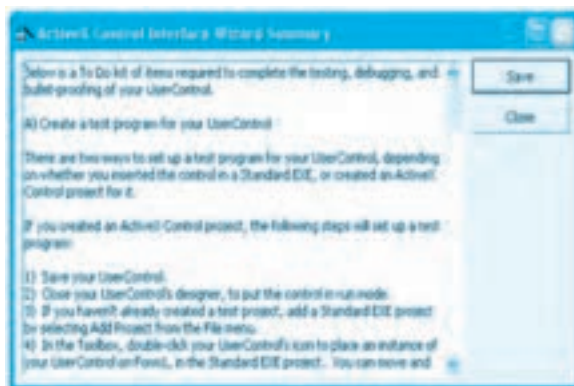 ActiveX Control Interface Wizard Summary
Below is a To Do list of items required to complete the testing, debugging, and
bullet-proofing of your UserControl.
A) Create a test program for your UserControl
There are two ways to set up a test program for your UserControl, depending
on whether you inserted the control in a Standard EXE, or created an ActiveX
Control project for it.
If you created an ActiveX Control project, the following steps will set up a test
program:
1) Save your UserControl.
2) Close your UserControl's designer, to put the control in run mode.
3) If you haven't already created a test project, add a Standard EXE project
by selecting Add Project from the File menu.
4) In the Toolbox, double-click your UserControl's icon to place an instance of
your UserControl on Form1, in the Standard EXE project. You can move and
Save
Close